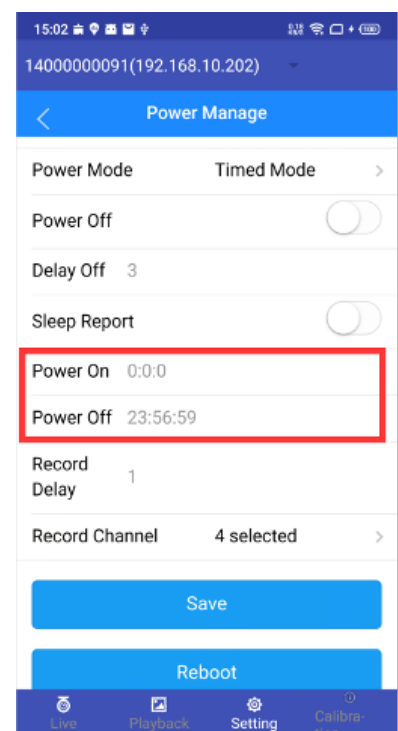 15:02
14000000091(192.168.10.202)
Power Manage
Power Mode Timed Mode
Power Off
Delay Off 3
Sleep Report
Power On 0:0:0
Power Off 23:56:59
Record
Delay
1
Record Channel 4 selected
Save
Reboot
Live Playback Setting Calibra-